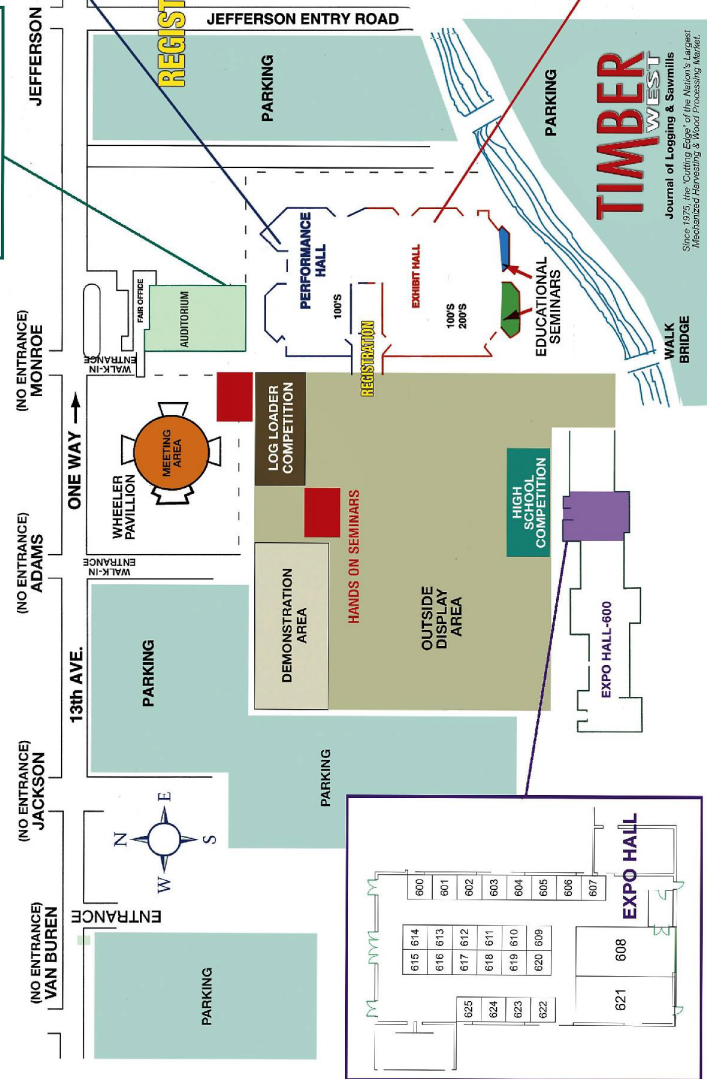 JEFFERSON
JEFFERSON ENTRY ROAD
REGIST
PARKING
PARKING
TIMBER
WEST
Journal of Logging & Sawmills
Since 1975, the "Cutting Edge" of the Nation's Largest
Mechanized Harvesting & Wood Processing Market.
(NO ENTRANCE)
MONROE
WALK-IN
ENTRANCE
FAIR OFFICE
AUDITORIUM
PERFORMANCE
HALL
100'S
EXHIBIT HALL
100'S
200'S
REGISTRATION
EDUCATIONAL
SEMINARS
WALK
BRIDGE
ONE WAY
WHEELER
PAVILLION
MEETING
AREA
LOG LOADER
COMPETITION
HANDS ON SEMINARS
HIGH
SCHOOL
COMPETITION
(NO ENTRANCE)
ADAMS
WALK-IN
ENTRANCE
DEMONSTRATION
AREA
OUTSIDE
DISPLAY
AREA
EXPO HALL-600
13th AVE.
PARKING
PARKING
(NO ENTRANCE)
JACKSON
N
E
S
W
ENTRANCE
(NO ENTRANCE)
VAN BUREN
PARKING
EXPO HALL
600
601
602
603
604
605
606
607
614
613
612
611
610
609
615
616
617
618
619
620
608
625
624
623
622
621